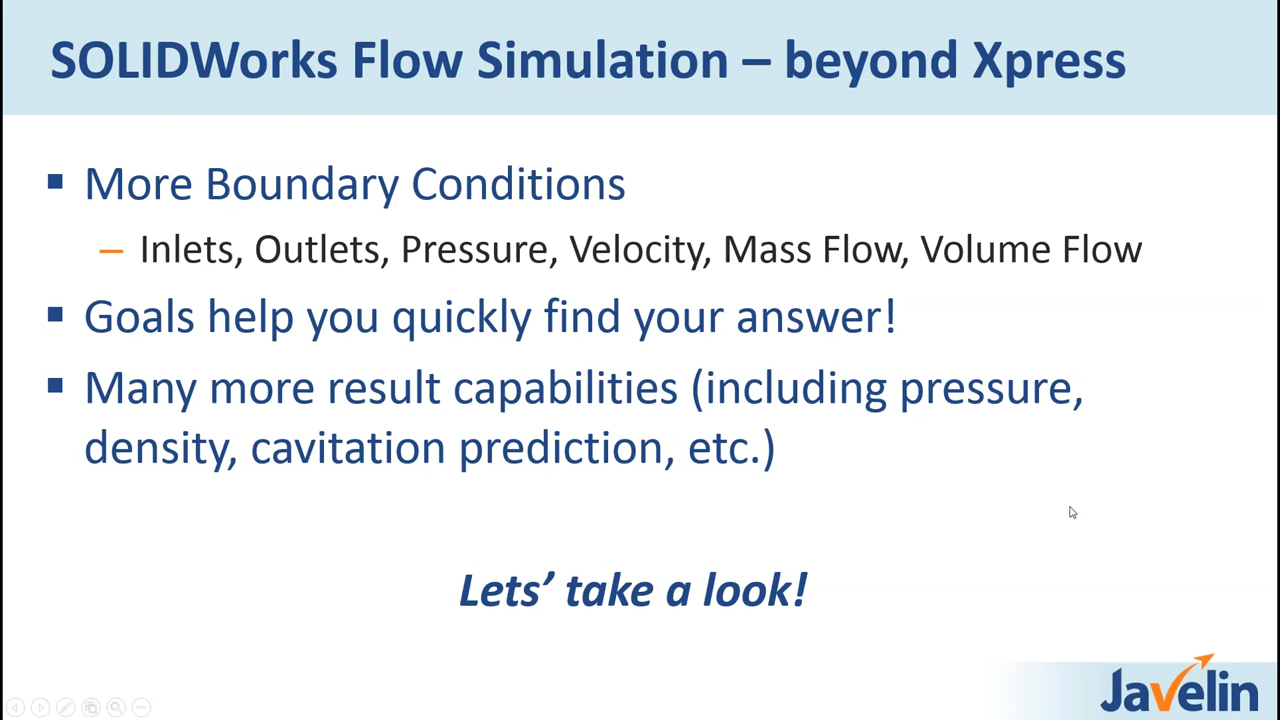 SOLIDWorks Flow Simulation – beyond Xpress
▪ More Boundary Conditions
– Inlets, Outlets, Pressure, Velocity, Mass Flow, Volume Flow
▪ Goals help you quickly find your answer!
▪ Many more result capabilities (including pressure,
density, cavitation prediction, etc.)
Lets’ take a look!
Javelin